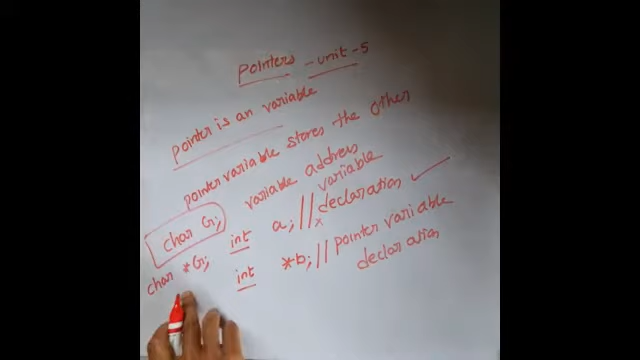 Pointers - unit - 5
pointer is an variable
pointer variable stores the other
variable address
char G;
int a; // variable
declaration
char *G;
int *b; // pointer variable
declaration